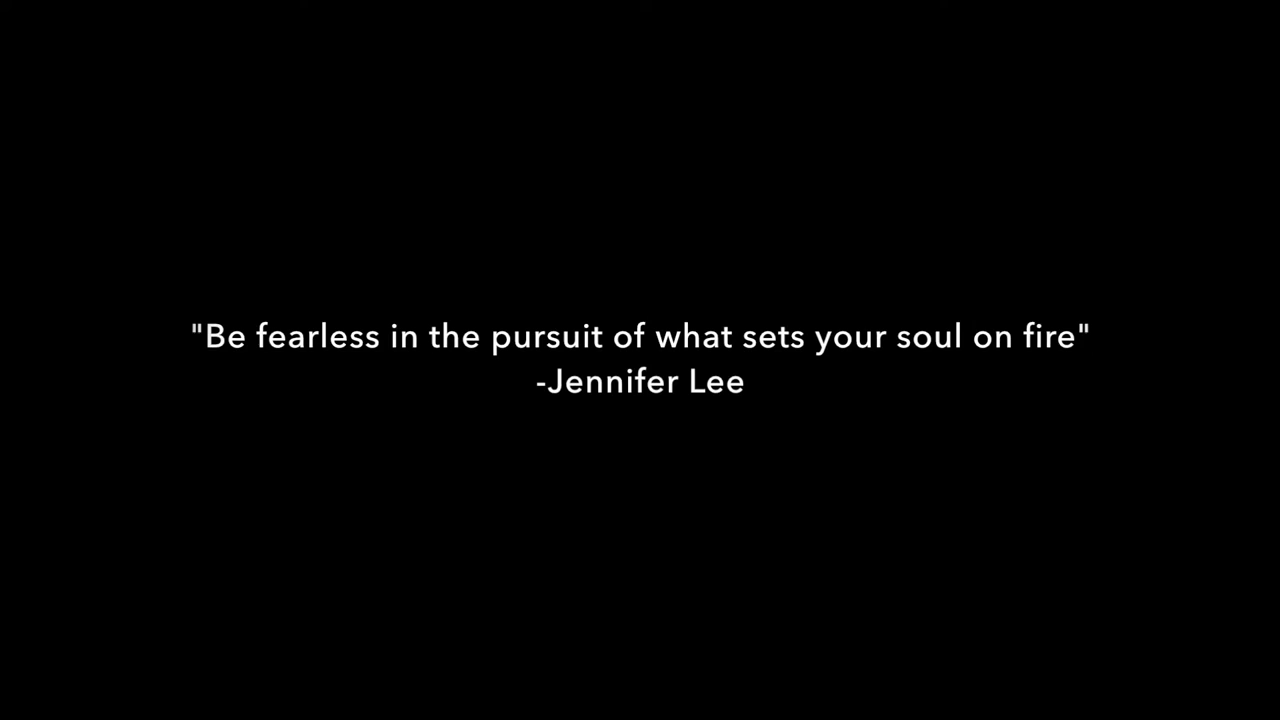 "Be fearless in the pursuit of what sets your soul on fire"
-Jennifer Lee